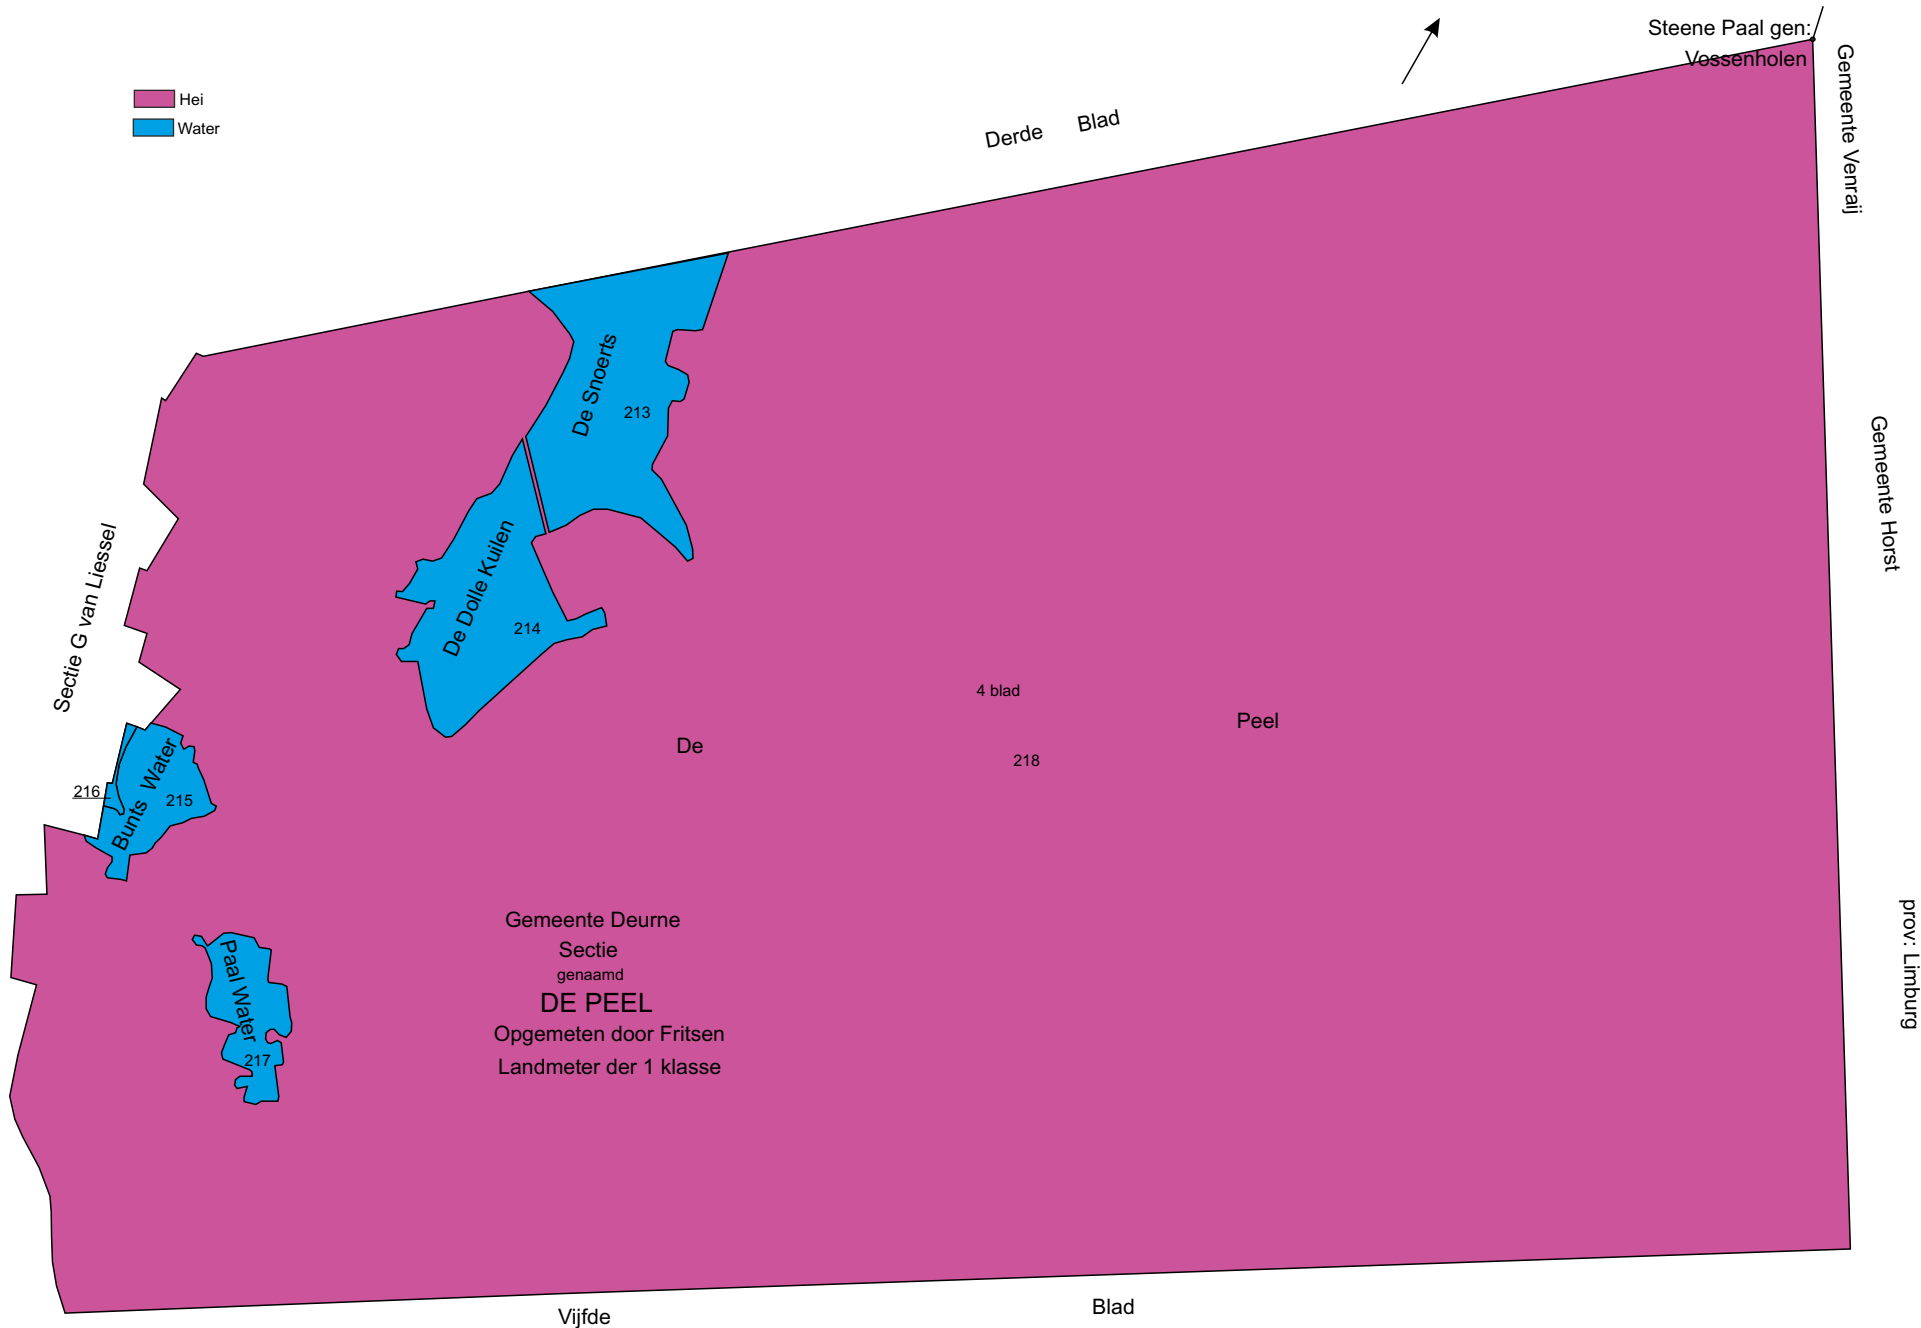 Steene Paal gen:
Vossenholen
Gemeente Venraij
Hei
Water
Derde Blad
De Snoerts
213
Gemeente Horst
De Dolle Kuilen
214
Sectie G van Liessel
4 blad
De Peel
218
216
Bunts Water
215
Gemeente Deurne
Sectie
genaamd
DE PEEL
Opgemeten door Fritsen
Landmeter der 1 klasse
Paal Water
217
prov: Limburg
Vijfde Blad